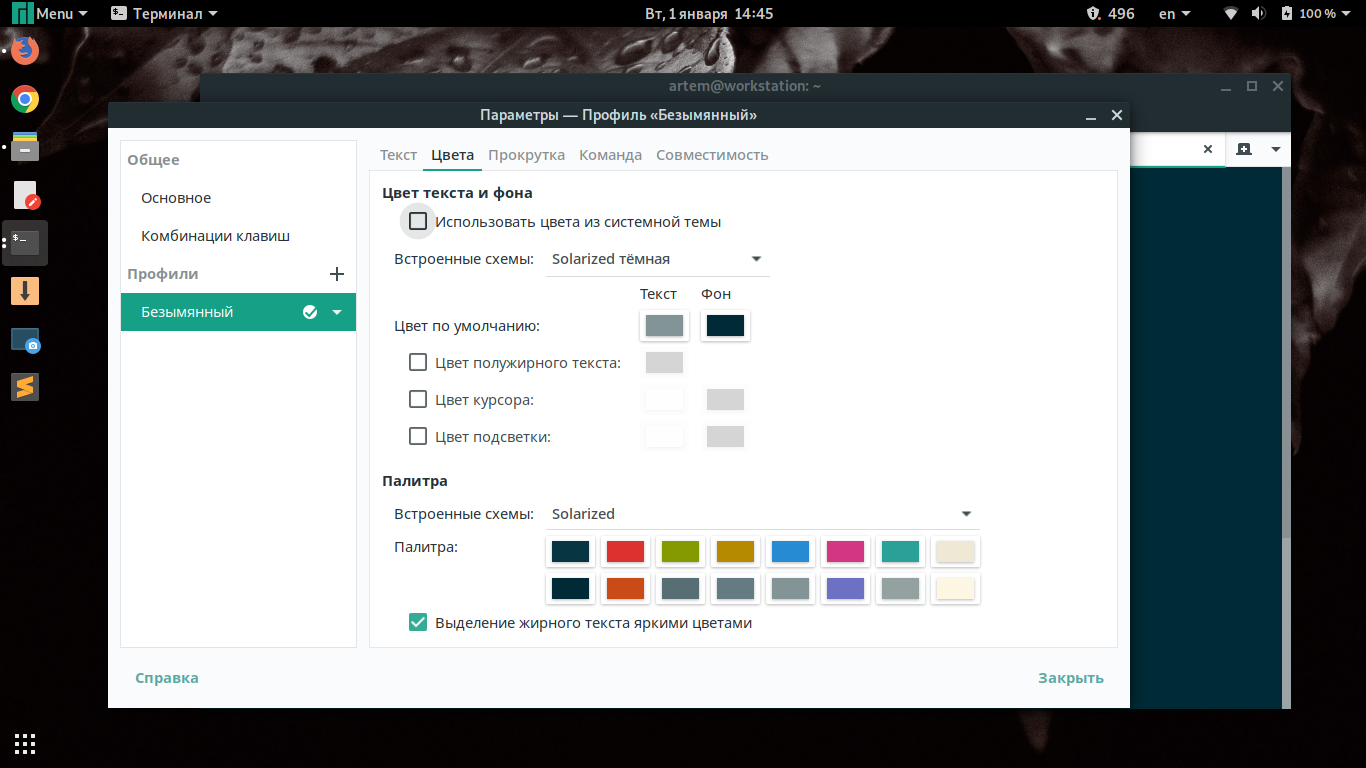 Menu Терминал Вт, 1 января 14:45 496 en 100 %
artem@workstation: ~
Параметры — Профиль «Безымянный»
Общее
Основное
Комбинации клавиш
Профили
Безымянный
Текст Цвета Прокрутка Команда Совместимость
Цвет текста и фона
Использовать цвета из системной темы
Встроенные схемы: Solarized тёмная
Текст Фон
Цвет по умолчанию:
Цвет полужирного текста:
Цвет курсора:
Цвет подсветки:
Палитра
Встроенные схемы: Solarized
Палитра:
Выделение жирного текста яркими цветами
Справка Закрыть